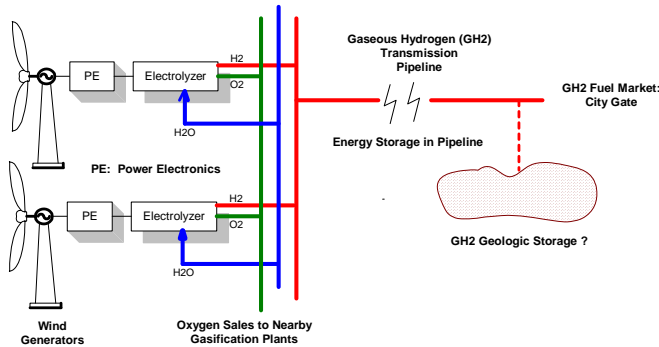 H2
PE
Electrolyzer
O2
H2O
Gaseous Hydrogen (GH2)
Transmission
Pipeline
GH2 Fuel Market:
City Gate
Energy Storage in Pipeline
PE:  Power Electronics
H2
PE
Electrolyzer
O2
H2O
GH2 Geologic Storage ?
Wind
Generators
Oxygen Sales to Nearby
Gasification Plants